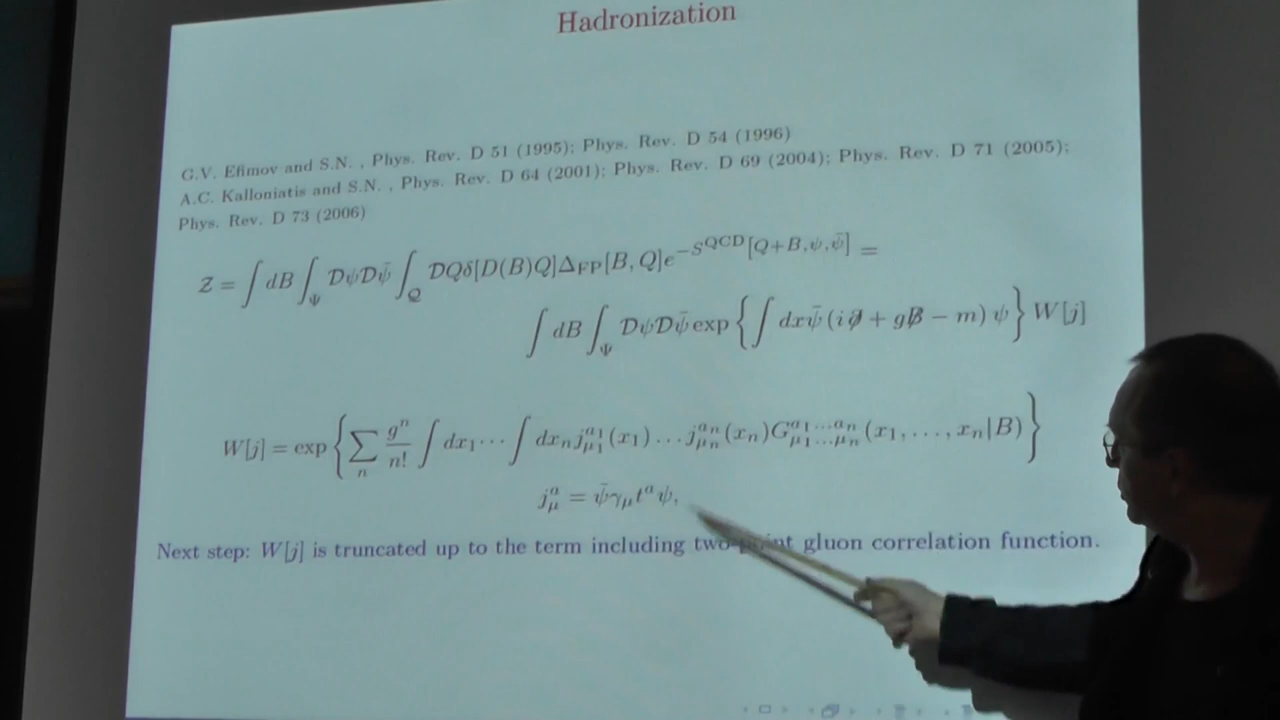 Hadronization
G.V. Efimov and S.N. , Phys. Rev. D 51 (1995); Phys. Rev. D 54 (1996)
A.C. Kalloniatis and S.N. , Phys. Rev. D 64 (2001); Phys. Rev. D 69 (2004); Phys. Rev. D 71 (2005);
Phys. Rev. D 73 (2006)
𝒵 = ∫ dB ∫_Ψ 𝒟ψ𝒟ψ̄ ∫_𝒬 𝒟Qδ[D(B)Q]Δ_FP[B, Q]e^{−S^QCD[Q+B,ψ,ψ̄]} =
∫ dB ∫_Ψ 𝒟ψ𝒟ψ̄ exp { ∫ dxψ̄ (i∂̸ + gB̸ − m) ψ } W[j]
W[j] = exp { ∑_n g^n/n! ∫ dx_1 ⋯ ∫ dx_n j^{a_1}_{μ_1}(x_1) … j^{a_n}_{μ_n}(x_n)G^{a_1…a_n}_{μ_1…μ_n}(x_1, …, x_n|B) }
j^a_μ = ψ̄γ_μ t^a ψ,
Next step: W[j] is truncated up to the term including two-point gluon correlation function.